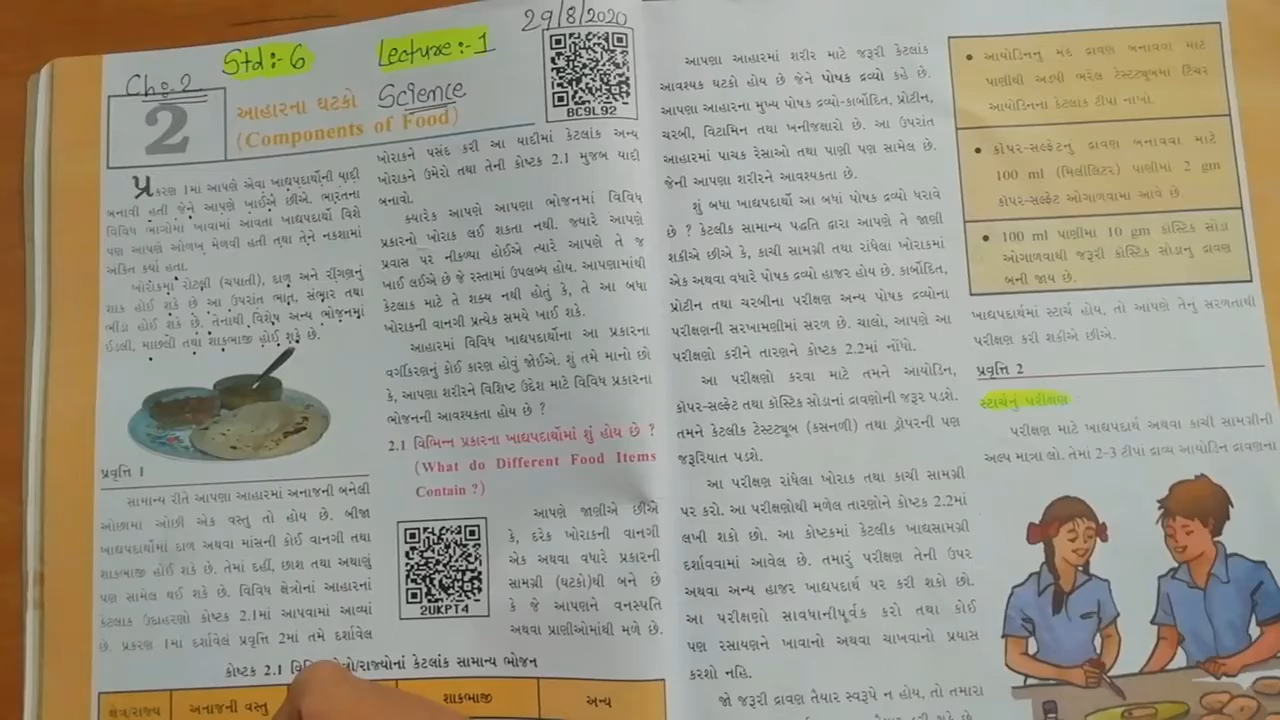 29/8/2020
Std:- 6
Lecture:- 1
Ch:-2
Science
2
આહારના ઘટકો
(Components of Food)
BC9L92
પ્રકરણ 1માં આપણે એવા ખાદ્યપદાર્થોની યાદી
બનાવી હતી જેને આપણે ખાઈએ છીએ. ભારતના
વિવિધ ભાગોમાં ખાવામાં આવતા ખાદ્યપદાર્થો વિશે
પણ આપણે ઓળખ મેળવી હતી તથા તેને નકશામાં
અંકિત કર્યા હતા.
ખોરાકમાં રોટલી (ચપાતી), દાળ અને રીંગણનું
શાક હોઈ શકે છે આ ઉપરાંત ભાત, સંભાર તથા
ભીંડા હોઈ શકે છે. તેનાથી વિશેષ અન્ય ભોજનમાં
ઈડલી, માછલી તથા શાકભાજી હોઈ શકે છે.
પ્રવૃત્તિ 1
સામાન્ય રીતે આપણા આહારમાં અનાજની બનેલી
ઓછામાં ઓછી એક વસ્તુ તો હોય છે. બીજા
ખાદ્યપદાર્થોમાં દાળ અથવા માંસની કોઈ વાનગી તથા
શાકભાજી હોઈ શકે છે. તેમાં દહીં, છાશ તથા અથાણું
પણ સામેલ થઈ શકે છે. વિવિધ ક્ષેત્રોનાં આહારનાં
કેટલાક ઉદાહરણો કોષ્ટક 2.1માં આપવામાં આવ્યાં
છે. પ્રકરણ 1માં દર્શાવેલ પ્રવૃત્તિ 2માં તમે દર્શાવેલ
ખોરાકને પસંદ કરી આ યાદીમાં કેટલાંક અન્ય
ખોરાકને ઉમેરો તથા તેની કોષ્ટક 2.1 મુજબ યાદી
બનાવો.
ક્યારેક આપણે આપણા ભોજનમાં વિવિધ
પ્રકારનો ખોરાક લઈ શકતા નથી. જ્યારે આપણે
પ્રવાસ પર નીકળ્યા હોઈએ ત્યારે આપણે તે જ
ખાઈ લઈએ છે જે રસ્તામાં ઉપલબ્ધ હોય. આપણામાંથી
કેટલાક માટે તે શક્ય નથી હોતું કે, તે આ બધા
ખોરાકની વાનગી પ્રત્યેક સમયે ખાઈ શકે.
આહારમાં વિવિધ ખાદ્યપદાર્થોના આ પ્રકારના
વર્ગીકરણનું કોઈ કારણ હોવું જોઈએ. શું તમે માનો છો
કે, આપણા શરીરને વિશિષ્ટ ઉદ્દેશ માટે વિવિધ પ્રકારના
ભોજનની આવશ્યકતા હોય છે ?
2.1 વિભિન્ન પ્રકારના ખાદ્યપદાર્થોમાં શું હોય છે ?
(What do Different Food Items
Contain ?)
2UKPT4
આપણે જાણીએ છીએ
કે, દરેક ખોરાકની વાનગી
એક અથવા વધારે પ્રકારની
સામગ્રી (ઘટકો)થી બને છે
કે જે આપણને વનસ્પતિ
અથવા પ્રાણીઓમાંથી મળે છે.
કોષ્ટક 2.1 ક્ષેત્રો/રાજ્યોનાં કેટલાંક સામાન્ય ભોજન
ક્ષેત્ર/રાજ્ય અનાજની વસ્તુ શાકભાજી અન્ય
આપણા આહારમાં શરીર માટે જરૂરી કેટલાંક
આવશ્યક ઘટકો હોય છે જેને પોષક દ્રવ્યો કહે છે.
આપણા આહારના મુખ્ય પોષક દ્રવ્યો-કાર્બોદિત, પ્રોટીન,
ચરબી, વિટામિન તથા ખનીજક્ષારો છે. આ ઉપરાંત
આહારમાં પાચક રેસાઓ તથા પાણી પણ સામેલ છે.
જેની આપણા શરીરને આવશ્યકતા છે.
શું બધા ખાદ્યપદાર્થો આ બધાં પોષક દ્રવ્યો ધરાવે
છે ? કેટલીક સામાન્ય પદ્ધતિ દ્વારા આપણે તે જાણી
શકીએ છીએ કે, કાચી સામગ્રી તથા રાંધેલા ખોરાકમાં
એક અથવા વધારે પોષક દ્રવ્યો હાજર હોય છે. કાર્બોદિત,
પ્રોટીન તથા ચરબીના પરીક્ષણ અન્ય પોષક દ્રવ્યોના
પરીક્ષણની સરખામણીમાં સરળ છે. ચાલો, આપણે આ
પરીક્ષણો કરીને તારણને કોષ્ટક 2.2માં નોંધો.
આ પરીક્ષણો કરવા માટે તમને આયોડિન,
કોપર-સલ્ફેટ તથા કોસ્ટિક સોડાનાં દ્રાવણોની જરૂર પડશે.
તમને કેટલીક ટેસ્ટટ્યૂબ (કસનળી) તથા ડ્રોપરની પણ
જરૂરિયાત પડશે.
આ પરીક્ષણ રાંધેલા ખોરાક તથા કાચી સામગ્રી
પર કરો. આ પરીક્ષણોથી મળેલ તારણોને કોષ્ટક 2.2માં
લખી શકો છો. આ કોષ્ટકમાં કેટલીક ખાદ્યસામગ્રી
દર્શાવવામાં આવેલ છે. તમારું પરીક્ષણ તેની ઉપર
અથવા અન્ય હાજર ખાદ્યપદાર્થ પર કરી શકો છો.
આ પરીક્ષણો સાવધાનીપૂર્વક કરો તથા કોઈ
પણ રસાયણને ખાવાનો અથવા ચાખવાનો પ્રયાસ
કરશો નહિ.
જો જરૂરી દ્રાવણ તૈયાર સ્વરૂપે ન હોય, તો તમારા
• આયોડિનનું મંદ દ્રાવણ બનાવવા માટે
પાણીથી અડધી ભરેલ ટેસ્ટટ્યૂબમાં ટિંચર
આયોડિનના કેટલાંક ટીપાં નાખો.
• કોપર-સલ્ફેટનું દ્રાવણ બનાવવા માટે
100 ml (મિલીલિટર) પાણીમાં 2 gm
કોપર-સલ્ફેટ ઓગાળવામાં આવે છે.
• 100 ml પાણીમાં 10 gm કોસ્ટિક સોડા
ઓગાળવાથી જરૂરી કોસ્ટિક સોડાનું દ્રાવણ
બની જાય છે.
ખાદ્યપદાર્થમાં સ્ટાર્ચ હોય, તો આપણે તેનું સરળતાથી
પરીક્ષણ કરી શકીએ છીએ.
પ્રવૃત્તિ 2
સ્ટાર્ચનું પરીક્ષણ
પરીક્ષણ માટે ખાદ્યપદાર્થ અથવા કાચી સામગ્રીની
અલ્પ માત્રા લો. તેમાં 2-3 ટીપાં દ્રાવ્ય આયોડિન દ્રાવણના